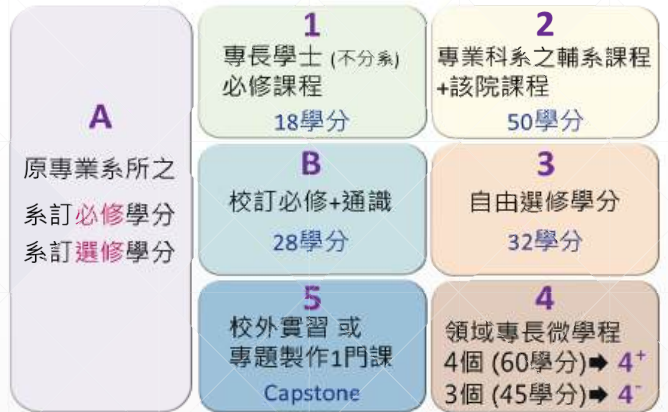 A
原專業系所之
系訂必修學分
系訂選修學分
1
專長學士 (不分系)
必修課程
18學分
2
專業科系之輔系課程
+該院課程
50學分
B
校訂必修+通識
28學分
3
自由選修學分
32學分
5
校外實習 或
專題製作1門課
Capstone
4
領域專長微學程
4個 (60學分)➡ 4⁺
3個 (45學分)➡ 4⁻